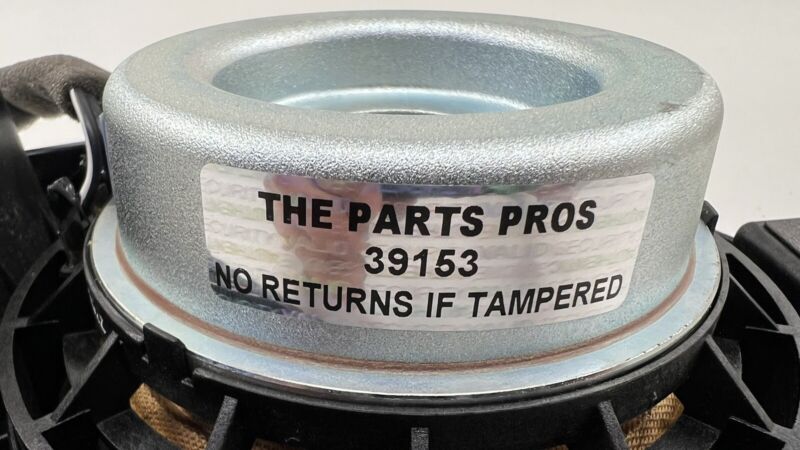 THE PARTS PROS
39153
NO RETURNS IF TAMPERED